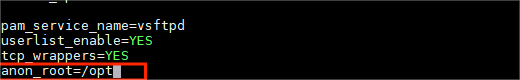 pam_service_name=vsftpd
userlist_enable=YES
tcp_wrappers=YES
anon_root=/opt